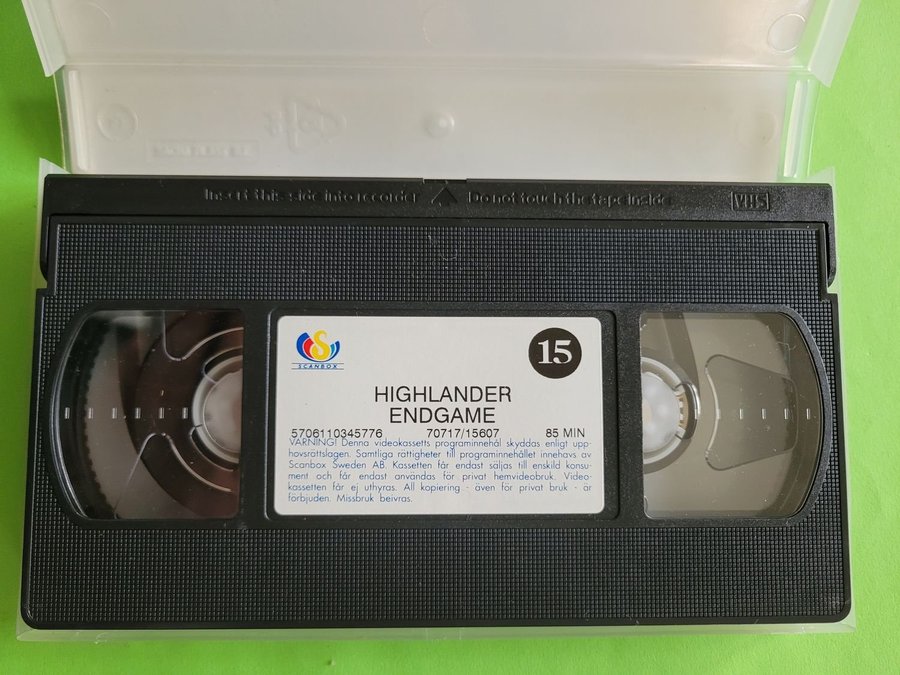 Insert this side into recorder Do not touch the tape inside VHS
SCANBOX
15
HIGHLANDER
ENDGAME
5706110345776 70717/15607 85 MIN
VARNING! Denna videokassetts programinnehål skyddas enligt upp-
hovsrättslagen. Samtliga rättigheter till programinnehållet innehavs av
Scanbox Sweden AB. Kassetten får endast säljas till enskild konsu-
ment och får endast användas för privat hemvideobruk. Video-
kassetten får ej uthyras. All kopiering - även för privat bruk - är
förbjuden. Missbruk beivras.